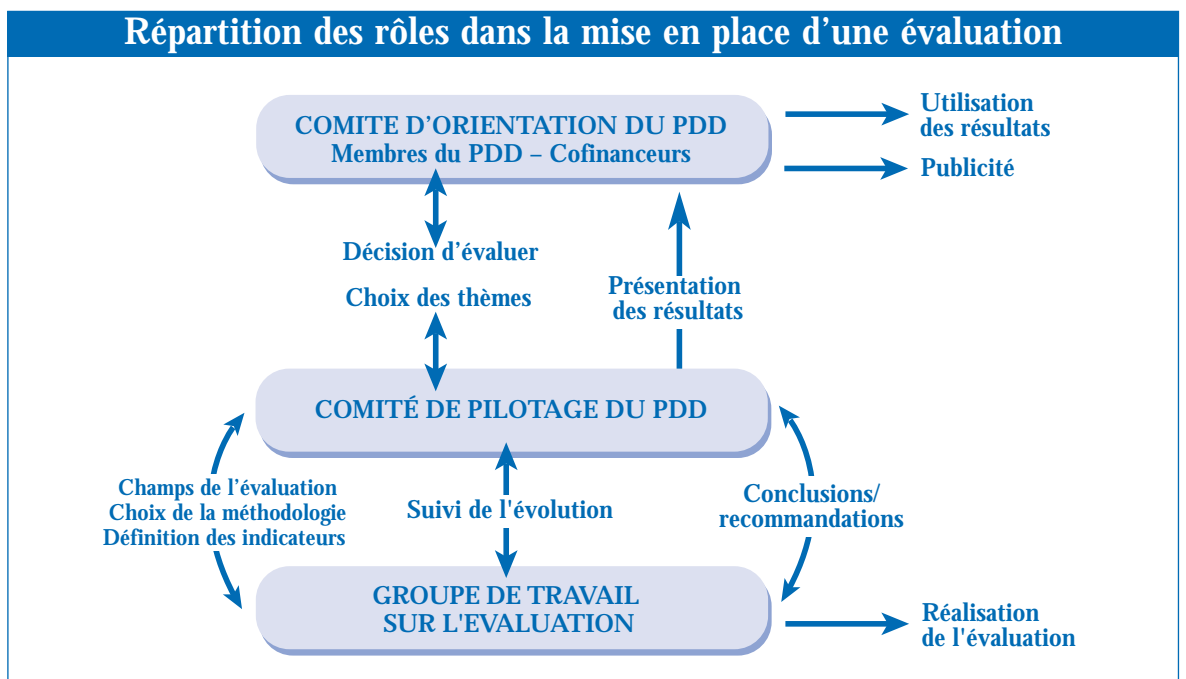 Répartition des rôles dans la mise en place d'une évaluation
COMITE D'ORIENTATION DU PDD
Membres du PDD – Cofinanceurs
Utilisation
des résultats
Publicité
Décision d'évaluer
Choix des thèmes
Présentation
des résultats
COMITÉ DE PILOTAGE DU PDD
Champs de l'évaluation
Choix de la méthodologie
Définition des indicateurs
Suivi de l'évolution
Conclusions/
recommandations
GROUPE DE TRAVAIL
SUR L'EVALUATION
Réalisation
de l'évaluation